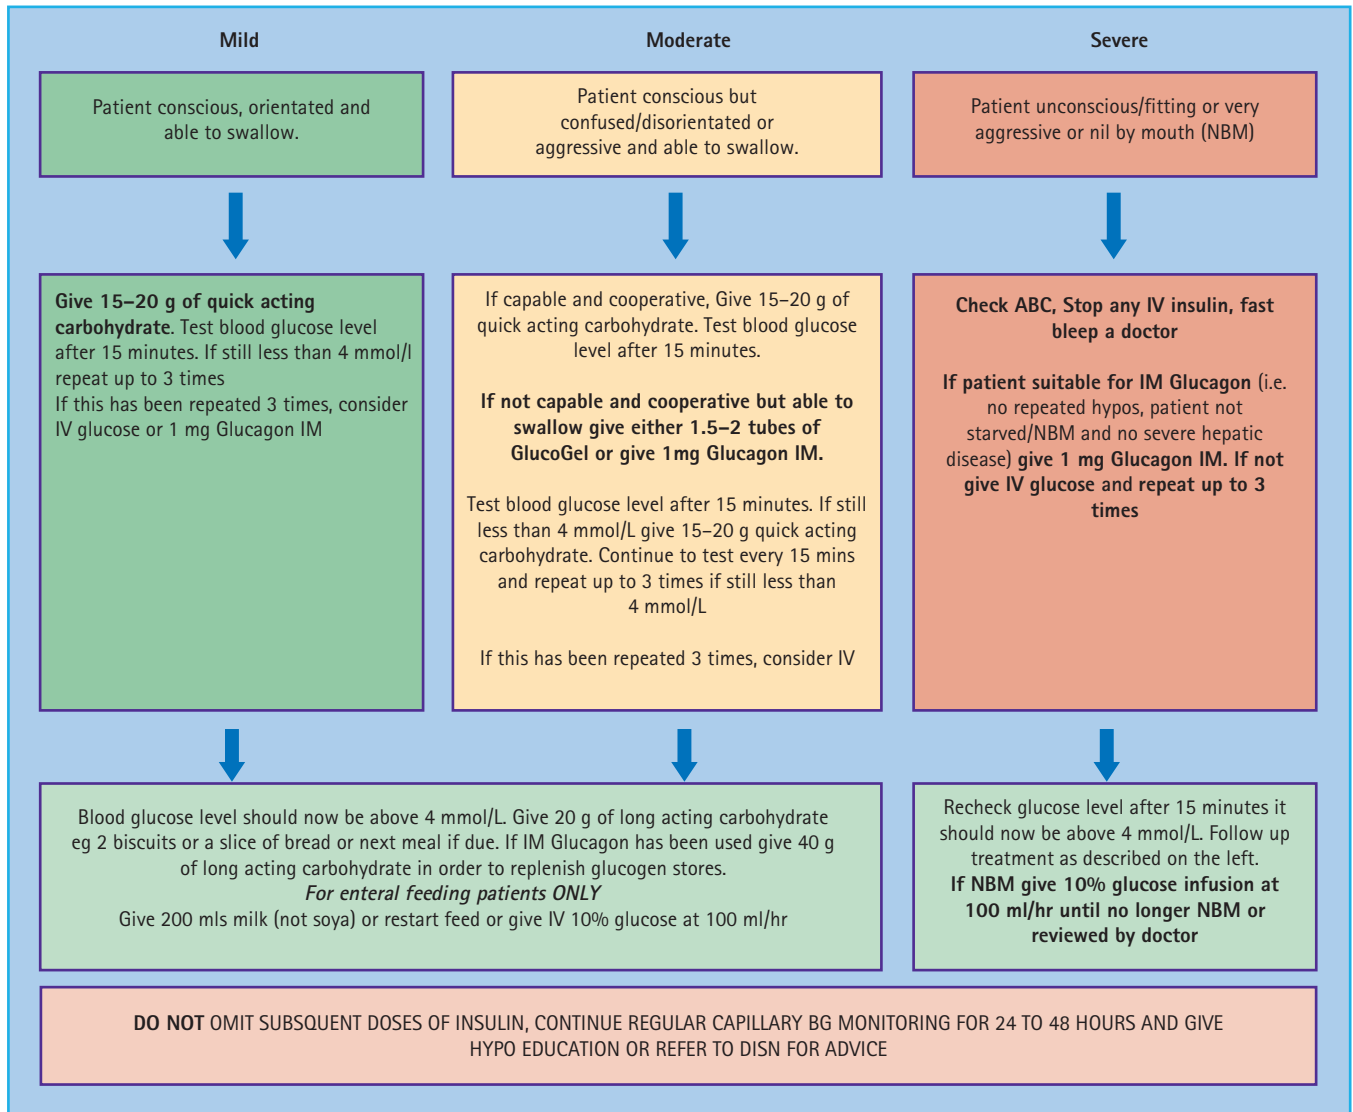 Mild
Patient conscious, orientated and
able to swallow.
Give 15–20 g of quick acting
carbohydrate. Test blood glucose level
after 15 minutes. If still less than 4 mmol/l
repeat up to 3 times
If this has been repeated 3 times, consider
IV glucose or 1 mg Glucagon IM
Moderate
Patient conscious but
confused/disorientated or
aggressive and able to swallow.
If capable and cooperative, Give 15–20 g of
quick acting carbohydrate. Test blood glucose
level after 15 minutes.
If not capable and cooperative but able to
swallow give either 1.5–2 tubes of
GlucoGel or give 1mg Glucagon IM.
Test blood glucose level after 15 minutes. If still
less than 4 mmol/L give 15–20 g quick acting
carbohydrate. Continue to test every 15 mins
and repeat up to 3 times if still less than
4 mmol/L
If this has been repeated 3 times, consider IV
Severe
Patient unconscious/fitting or very
aggressive or nil by mouth (NBM)
Check ABC, Stop any IV insulin, fast
bleep a doctor
If patient suitable for IM Glucagon (i.e.
no repeated hypos, patient not
starved/NBM and no severe hepatic
disease) give 1 mg Glucagon IM. If not
give IV glucose and repeat up to 3
times
Blood glucose level should now be above 4 mmol/L. Give 20 g of long acting carbohydrate
eg 2 biscuits or a slice of bread or next meal if due. If IM Glucagon has been used give 40 g
of long acting carbohydrate in order to replenish glucogen stores.
For enteral feeding patients ONLY
Give 200 mls milk (not soya) or restart feed or give IV 10% glucose at 100 ml/hr
Recheck glucose level after 15 minutes it
should now be above 4 mmol/L. Follow up
treatment as described on the left.
If NBM give 10% glucose infusion at
100 ml/hr until no longer NBM or
reviewed by doctor
DO NOT OMIT SUBSQUENT DOSES OF INSULIN, CONTINUE REGULAR CAPILLARY BG MONITORING FOR 24 TO 48 HOURS AND GIVE
HYPO EDUCATION OR REFER TO DISN FOR ADVICE